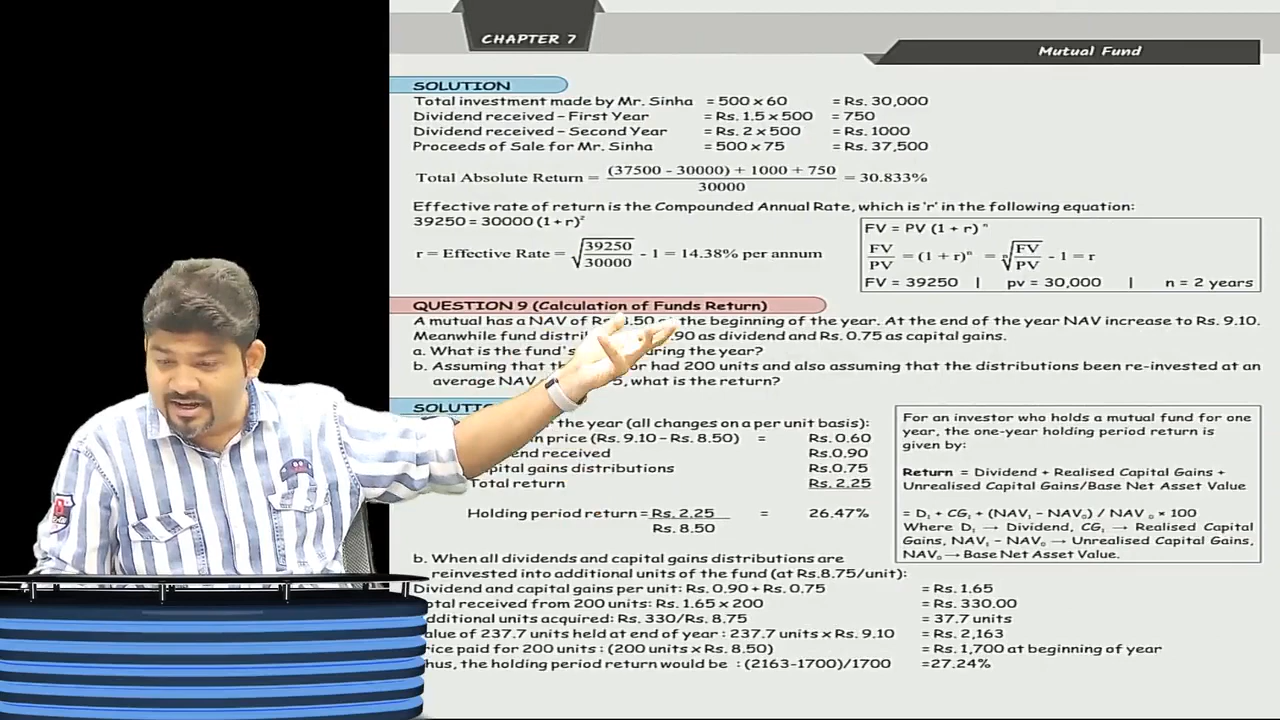 CHAPTER 7
Mutual Fund
SOLUTION
Total investment made by Mr. Sinha = 500 x 60 = Rs. 30,000
Dividend received – First Year = Rs. 1.5 x 500 = 750
Dividend received – Second Year = Rs. 2 x 500 = Rs. 1000
Proceeds of Sale for Mr. Sinha = 500 x 75 = Rs. 37,500
Total Absolute Return = (37500 - 30000) + 1000 + 750 / 30000 = 30.833%
Effective rate of return is the Compounded Annual Rate, which is 'r' in the following equation:
39250 = 30000 (1 + r)²
r = Effective Rate = √39250/30000 - 1 = 14.38% per annum
FV = PV (1 + r) ⁿ
FV/PV = (1 + r)ⁿ = ⁿ√FV/PV - 1 = r
FV = 39250 | pv = 30,000 | n = 2 years
QUESTION 9 (Calculation of Funds Return)
A mutual has a NAV of Rs. 8.50 the beginning of the year. At the end of the year NAV increase to Rs. 9.10.
Meanwhile fund .90 as dividend and Rs. 0.75 as capital gains.
a. What is the fund's the year?
b. Assuming that had 200 units and also assuming that the distributions been re-invested at an
average NAV what is the return?
the year (all changes on a per unit basis):
price (Rs. 9.10 – Rs. 8.50) = Rs. 0.60
received Rs.0.90
gains distributions Rs.0.75
Total return Rs. 2.25
Holding period return = Rs. 2.25 / Rs. 8.50 = 26.47%
For an investor who holds a mutual fund for one
year, the one-year holding period return is
given by:
Return = Dividend + Realised Capital Gains +
Unrealised Capital Gains/Base Net Asset Value
= D₁ + CG₁ + (NAV₁ – NAV₀) / NAV ₀ × 100
Where D₁ → Dividend, CG₁ → Realised Capital
Gains, NAV₁ – NAV₀ → Unrealised Capital Gains,
NAV₀ → Base Net Asset Value.
b. When all dividends and capital gains distributions are
reinvested into additional units of the fund (at Rs.8.75/unit):
Dividend and capital gains per unit: Rs. 0.90 + Rs. 0.75 = Rs. 1.65
received from 200 units: Rs. 1.65 x 200 = Rs. 330.00
units acquired: Rs. 330/Rs. 8.75 = 37.7 units
of 237.7 units held at end of year : 237.7 units x Rs. 9.10 = Rs. 2,163
paid for 200 units : (200 units x Rs. 8.50) = Rs. 1,700 at beginning of year
the holding period return would be : (2163-1700)/1700 =27.24%